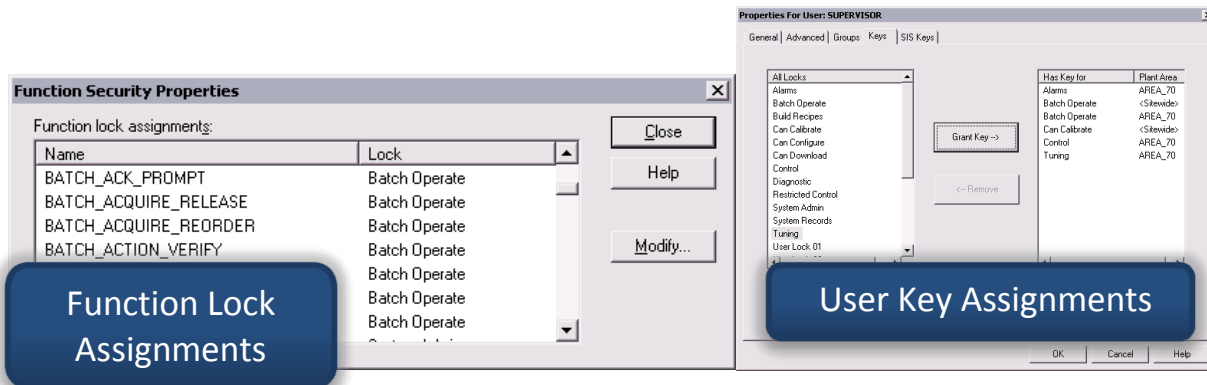 Function Security Properties
Function lock assignments:
Name Lock
BATCH_ACK_PROMPT Batch Operate
BATCH_ACQUIRE_RELEASE Batch Operate
BATCH_ACQUIRE_REORDER Batch Operate
BATCH_ACTION_VERIFY Batch Operate
Batch Operate
Batch Operate
Batch Operate
Close
Help
Modify...
Function Lock
Assignments
Properties For User: SUPERVISOR
General Advanced Groups Keys SIS Keys
All Locks
Alarms
Batch Operate
Build Recipes
Can Calibrate
Can Configure
Can Download
Control
Diagnostic
Restricted Control
System Admin
System Records
Tuning
User Lock 01
Grant Key -->
<-- Remove
Has Key for Plant Area
Alarms AREA_70
Batch Operate <Sitewide>
Batch Operate AREA_70
Can Calibrate <Sitewide>
Control AREA_70
Tuning AREA_70
User Key Assignments
OK Cancel Help